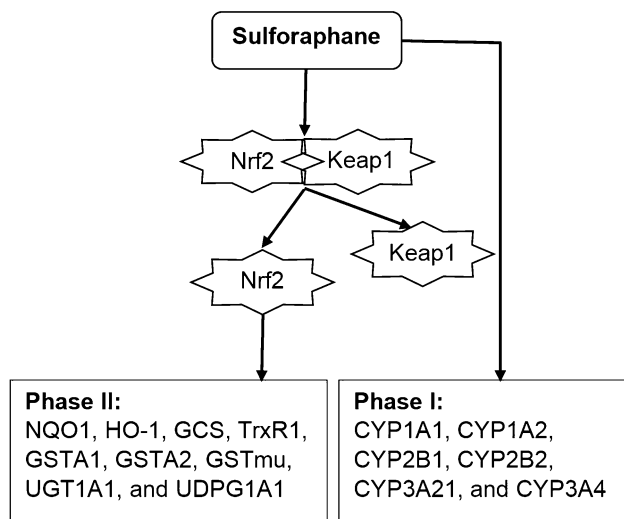 Sulforaphane
Nrf2 Keap1
Keap1
Nrf2
Phase II:
NQO1, HO-1, GCS, TrxR1,
GSTA1, GSTA2, GSTmu,
UGT1A1, and UDPG1A1
Phase I:
CYP1A1, CYP1A2,
CYP2B1, CYP2B2,
CYP3A21, and CYP3A4